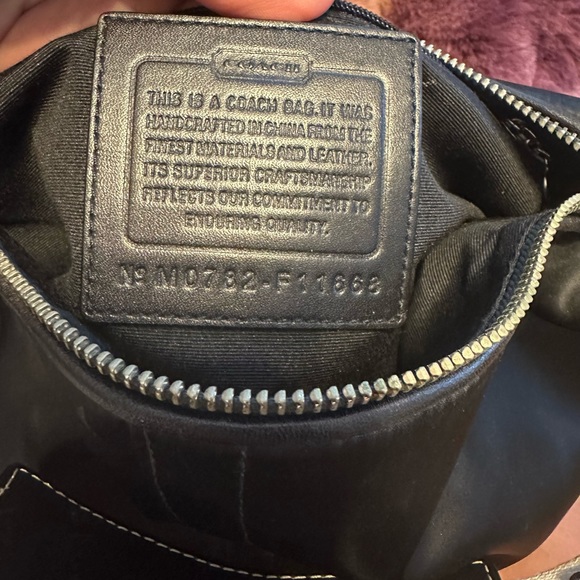 COACH
THIS IS A COACH BAG. IT WAS
HANDCRAFTED IN CHINA FROM THE
FINEST MATERIALS AND LEATHER.
ITS SUPERIOR CRAFTSMANSHIP
REFLECTS OUR COMMITMENT TO
ENDURING QUALITY.
Nº M0782-F11668